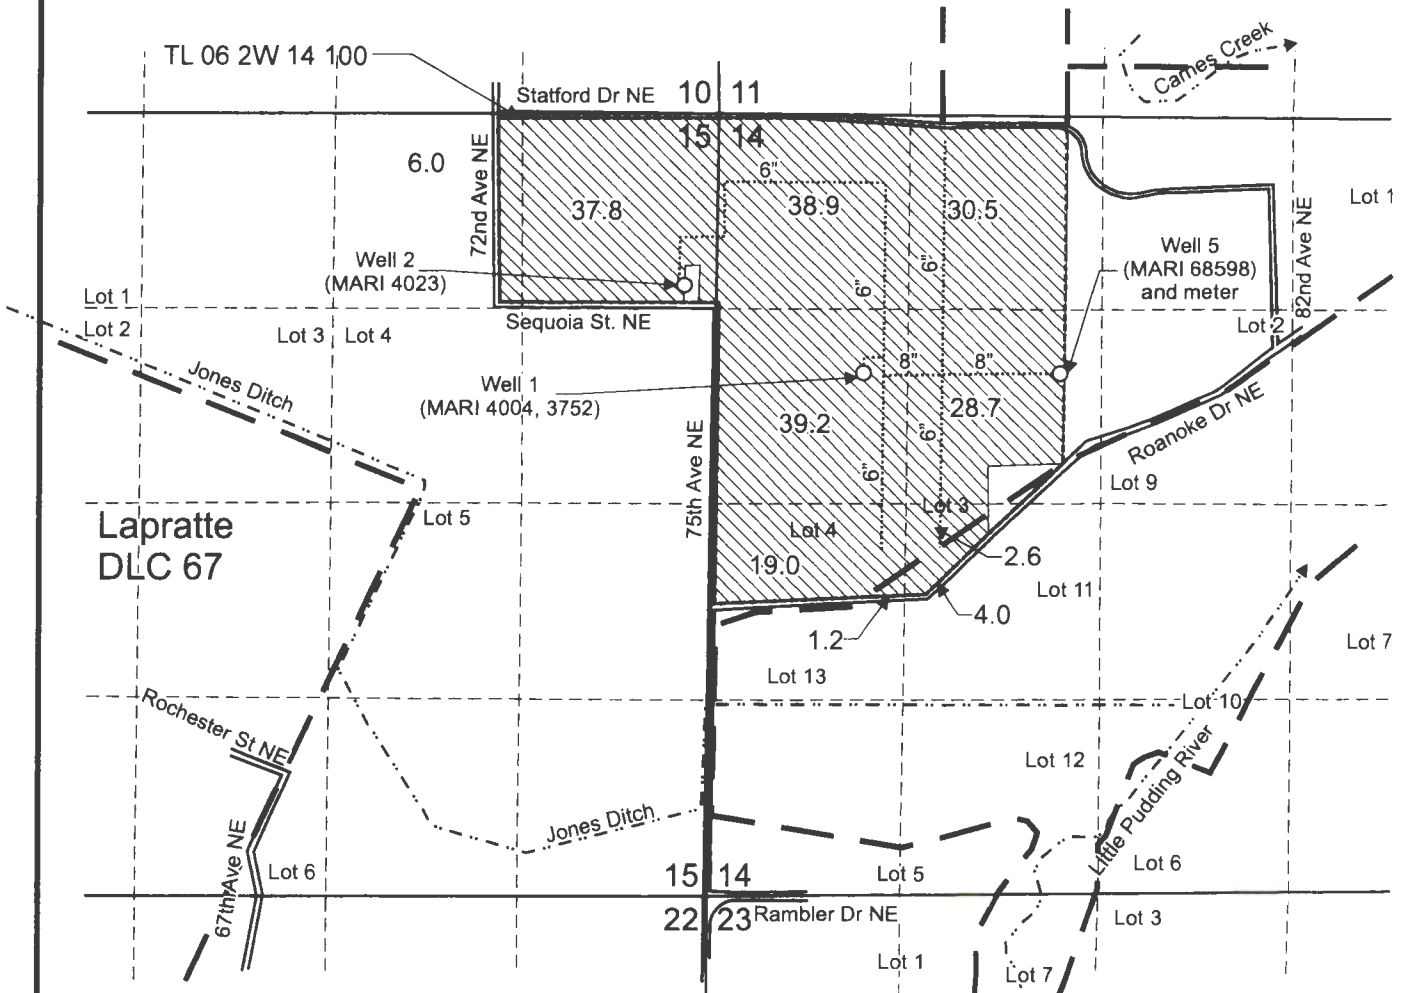 TL 06 2W 14 100
Statford Dr NE
10 11
15 14
Carnes Creek
6.0
72nd Ave NE
37.8
6"
38.9
30.5
Lot 1
Well 5
(MARI 68598)
and meter
82nd Ave NE
Well 2
(MARI 4023)
6"
6"
Lot 1
Lot 2
Lot 3
Lot 4
Sequoia St. NE
Lot 2
Jones Ditch
Well 1
(MARI 4004, 3752)
8"
8"
39.2
28.7
6"
6"
75th Ave NE
Roanoke Dr NE
Lot 9
Lapratte
DLC 67
Lot 5
Lot 4
Lot 3
19.0
2.6
Lot 11
4.0
1.2
Lot 7
Lot 13
Lot 10
Rochester St NE
Lot 12
Little Pudding River
Jones Ditch
67th Ave NE
Lot 6
15 14
Lot 5
Lot 6
22 23
Rambler Dr NE
Lot 3
Lot 1
Lot 7